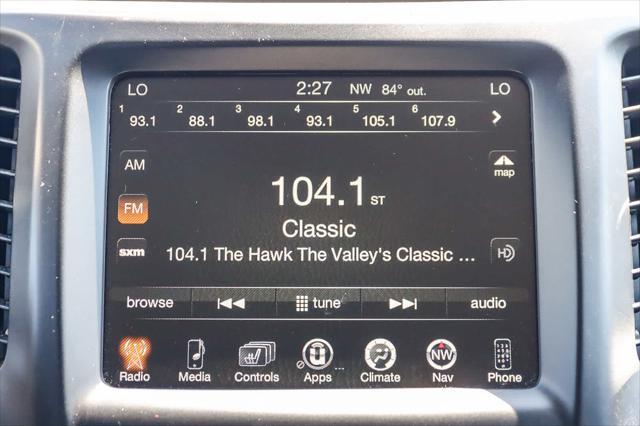 LO 2:27 NW 84° out. LO
1 93.1 2 88.1 3 98.1 4 93.1 5 105.1 6 107.9
AM
map
104.1 ST
FM
Classic
sxm 104.1 The Hawk The Valley's Classic ... HD
browse tune audio
NW
Radio Media Controls Apps ... Climate Nav Phone